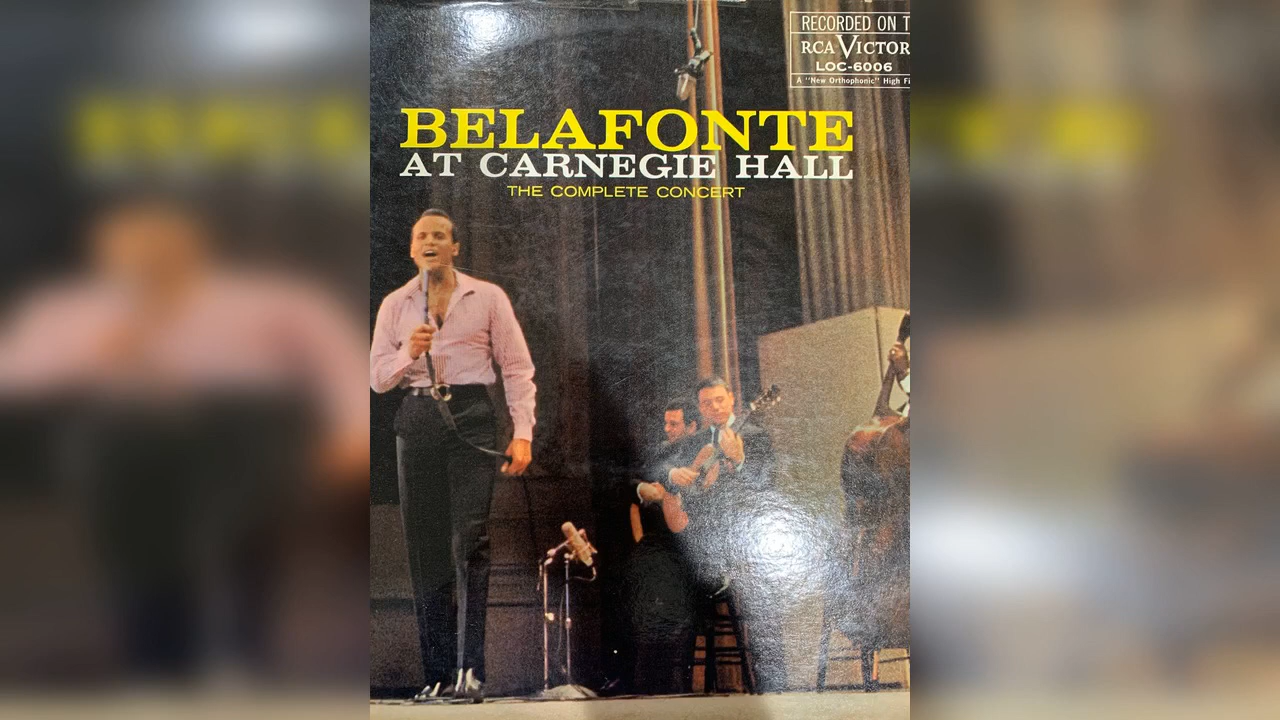 RECORDED ON T
RCA VICTOR
LOC-6006
A "New Orthophonic" High Fi
BELAFONTE
AT CARNEGIE HALL
THE COMPLETE CONCERT